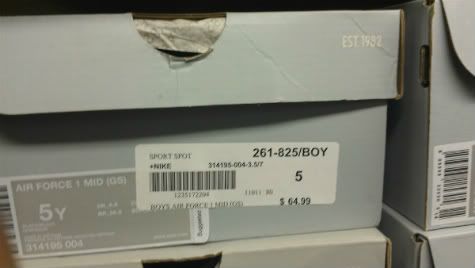 EST.1982
SPORT SPOT
261-825/BOY
+NIKE
314195-004-3.5/7
5
1235172204
$ 64.99
BOYS AIR FORCE 1 MID (GS)
AIR FORCE 1 MID (GS)
5Y
314195 004